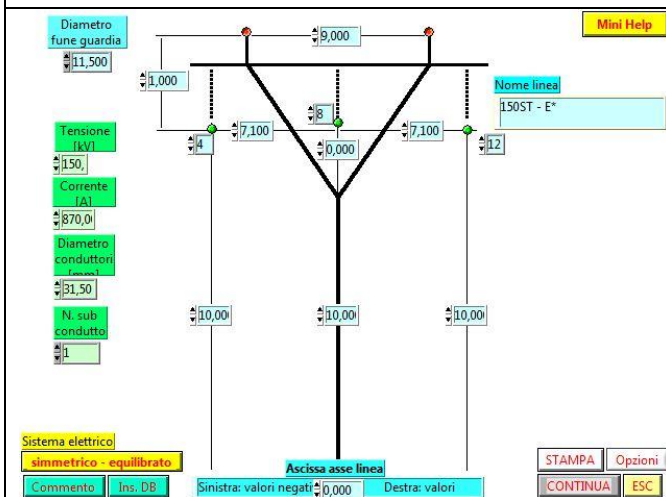 Diametro
fune guardia
11,500
9,000
Mini Help
1,000
Nome linea
150ST - E*
8
4
7,100
7,100
12
0,000
Tensione
[kV]
150,
Corrente
[A]
870,0
Diametro
conduttori
[mm]
31,50
N. sub
condutto
1
10,00
10,00
10,00
Sistema elettrico
simmetrico - equilibrato
Commento
Ins. DB
Ascissa asse linea
Sinistra: valori negati
0,000
Destra: valori
STAMPA
Opzioni
CONTINUA
ESC